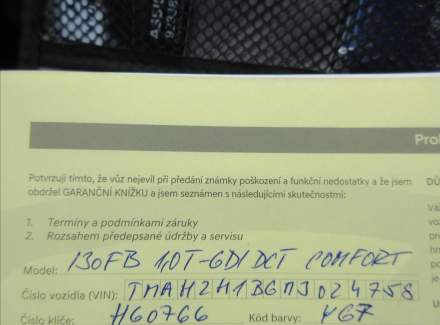 Pro
Potvrzuji tímto, že vůz nejevil při předání známky poškození a funkční nedostatky a že jsem
obdržel GARANČNÍ KNÍŽKU a jsem seznámen s následujícími skutečnostmi:
1. Termíny a podmínkami záruky
2. Rozsahem předepsané údržby a servisu
Model: I30FB 1,0T-GDI DCT COMFORT
Číslo vozidla (VIN): TMAH2H1B6MJ024758
Číslo klíče: H60766 Kód barvy: Y67